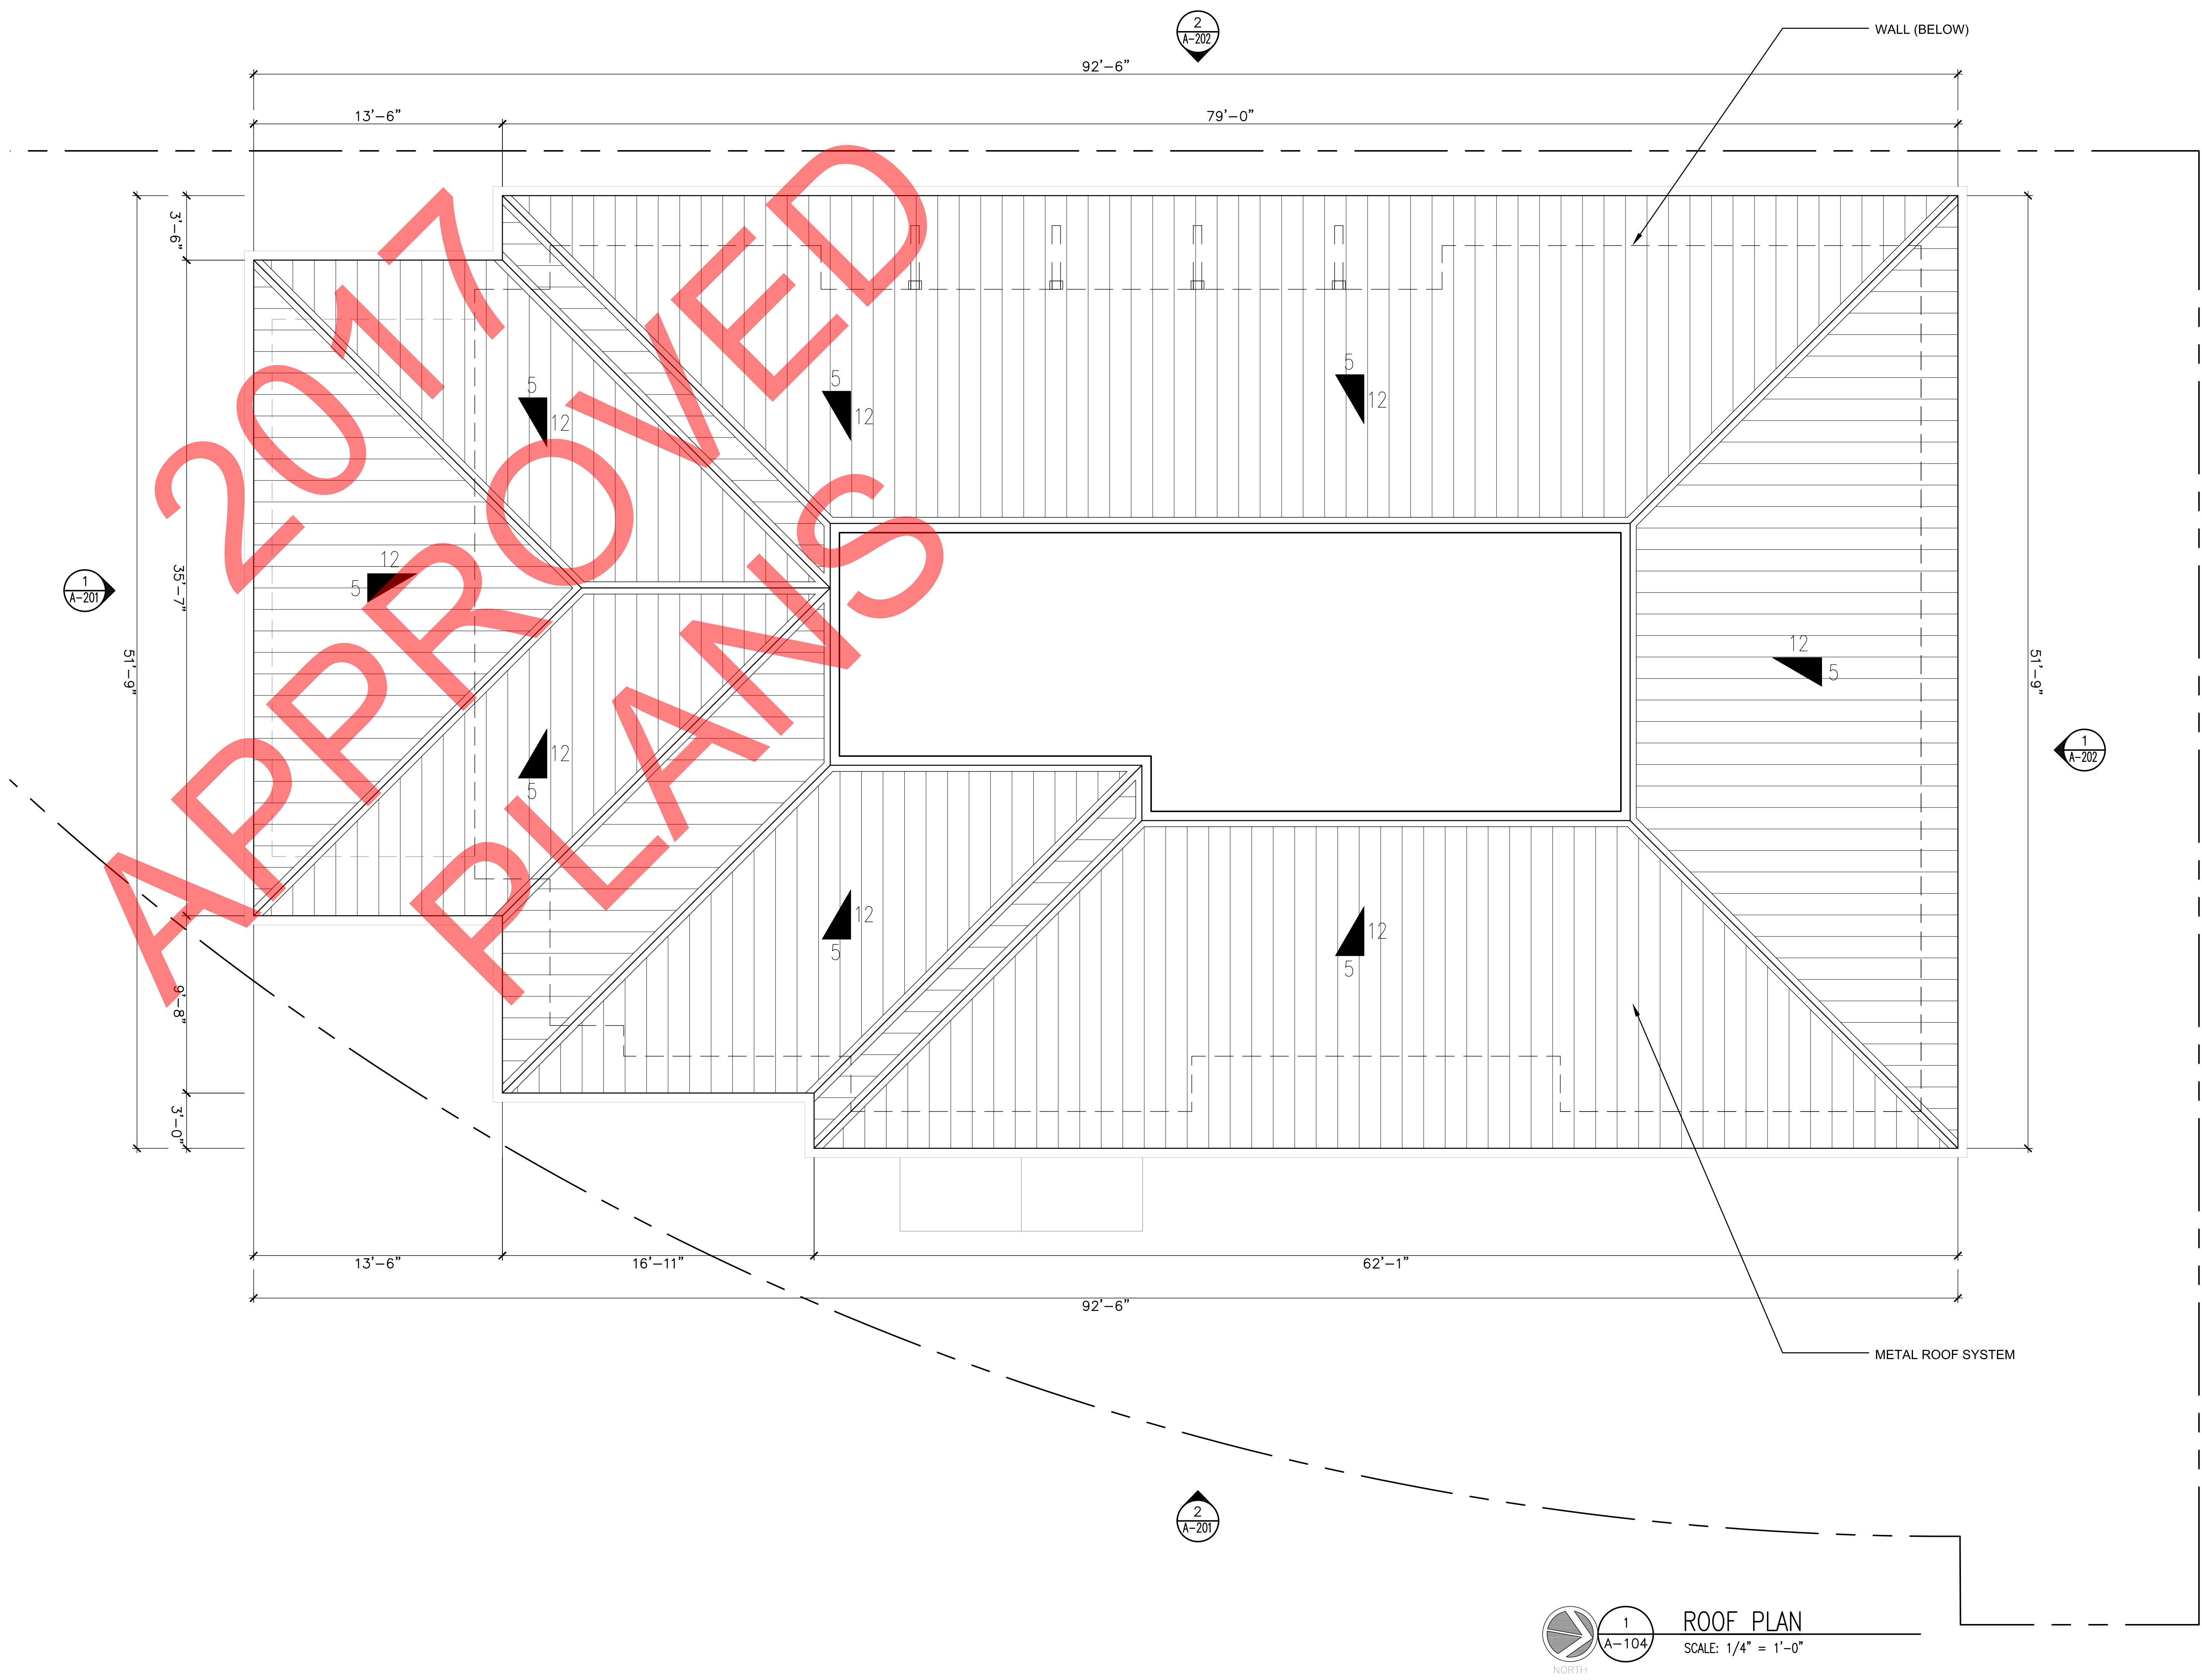 2
A-202
WALL (BELOW)
92'-6"
13'-6"
79'-0"
3'-6"
35'-7"
51'-9"
9'-8"
3'-0"
51'-9"
1
A-201
1
A-202
5
12
5
12
5
12
12
5
12
5
12
5
12
5
12
5
APR 2017
APPROVED
PLANS
13'-6"
16'-11"
62'-1"
92'-6"
METAL ROOF SYSTEM
2
A-201
1
A-104
ROOF PLAN
SCALE: 1/4" = 1'-0"
NORTH